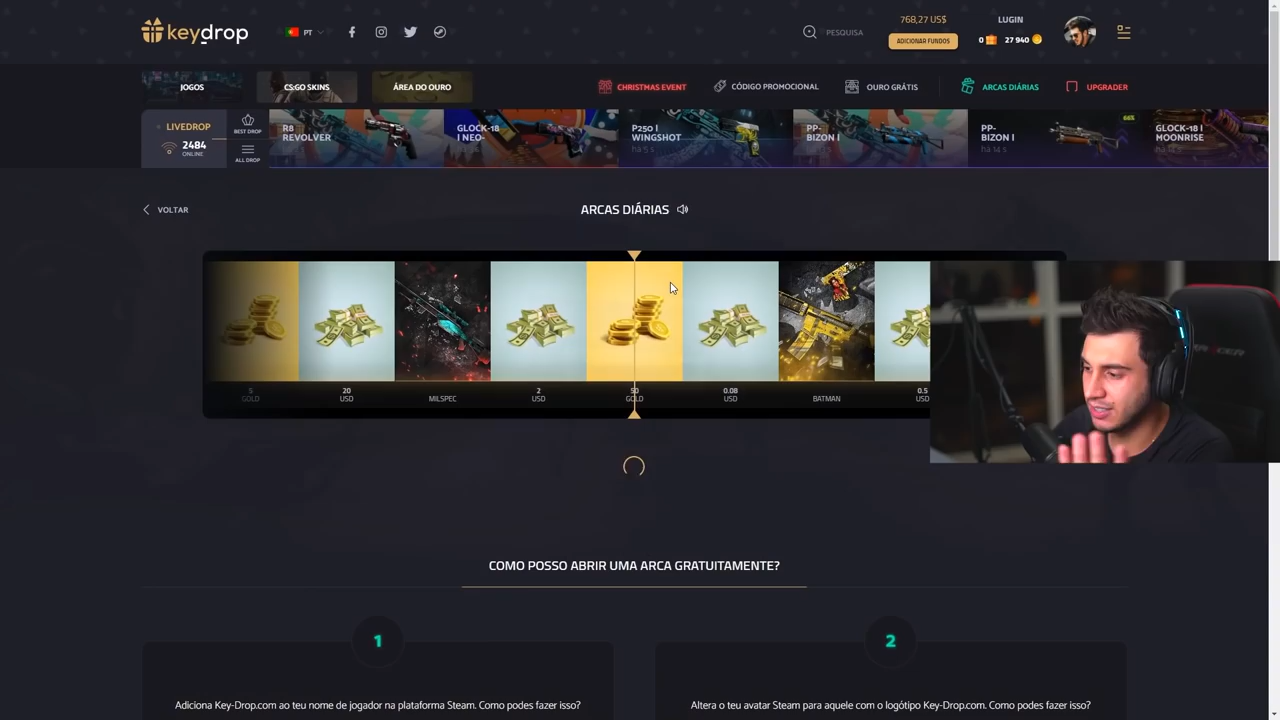 keydrop
PT
PESQUISA
768,27 US$
ADICIONAR FUNDOS
LUGIN
0
27 940
JOGOS
CS:GO SKINS
ÁREA DO OURO
CHRISTMAS EVENT
CÓDIGO PROMOCIONAL
OURO GRÁTIS
ARCAS DIÁRIAS
UPGRADER
LIVEDROP
2484
ONLINE
BEST DROP
ALL DROP
R8
REVOLVER
GLOCK-18
I NEO-
P250 I
WINGSHOT
há 5 s
PP-
BIZON I
PP-
BIZON I
há 14 s
66%
GLOCK-18 I
MOONRISE
VOLTAR
ARCAS DIÁRIAS
5
GOLD
20
USD
MILSPEC
2
USD
50
GOLD
0.08
USD
BATMAN
0.5
USD
COMO POSSO ABRIR UMA ARCA GRATUITAMENTE?
1
2
Adiciona Key-Drop.com ao teu nome de jogador na plataforma Steam. Como podes fazer isso?
Altera o teu avatar Steam para aquele com o logótipo Key-Drop.com. Como podes fazer isso?